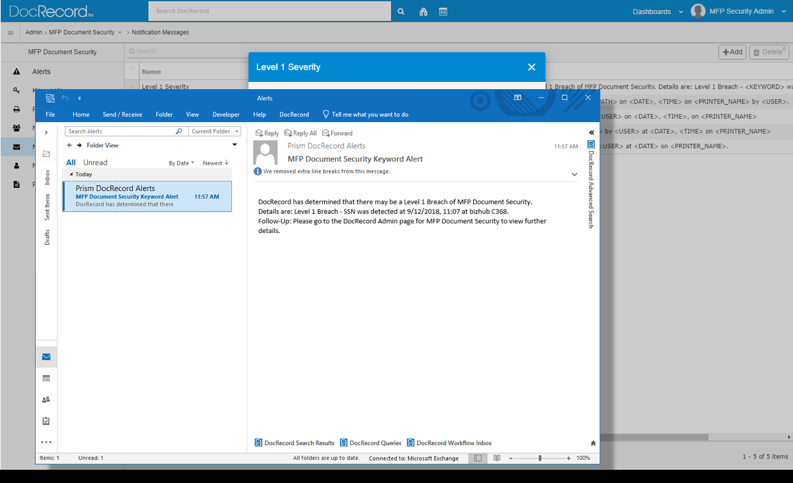 DocRecord
Search DocRecord
Dashboards
MFP Security Admin
Admin › MFP Document Security › Notification Messages
MFP Document Security
Search
Add
Delete
Alerts
Name
Level 1 Severity
Level 1 Severity
1 Breach of MFP Document Security. Details are: Level 1 Breach - <KEYWORD> wa
PATH> on <DATE>, <TIME> on <PRINTER_NAME> by <USER>.
USER> on <DATE>, <TIME>, on <PRINTER_NAME>
by <USER> at <DATE> on <PRINTER_NAME>
USER> at <DATE> on <PRINTER_NAME>.
1 - 5 of 5 items
Alerts
File Home Send / Receive Folder View Developer Help DocRecord Tell me what you want to do
Search Alerts
Current Folder
Folder View
All Unread
By Date Newest
Today
Prism DocRecord Alerts
MFP Document Security Keyword Alert 11:57 AM
DocRecord has determined that there
Inbox
Sent Items
Drafts
Reply Reply All Forward
Prism DocRecord Alerts
11:57 AM
MFP Document Security Keyword Alert
We removed extra line breaks from this message.
DocRecord has determined that there may be a Level 1 Breach of MFP Document Security.
Details are: Level 1 Breach - SSN was detected at 9/12/2018, 11:07 at bizhub C368.
Follow-Up: Please go to the DocRecord Admin page for MFP Document Security to view further
details.
DocRecord Advanced Search
DocRecord Search Results DocRecord Queries DocRecord Workflow Inbox
Items: 1 Unread: 1
All folders are up to date. Connected to: Microsoft Exchange
100%